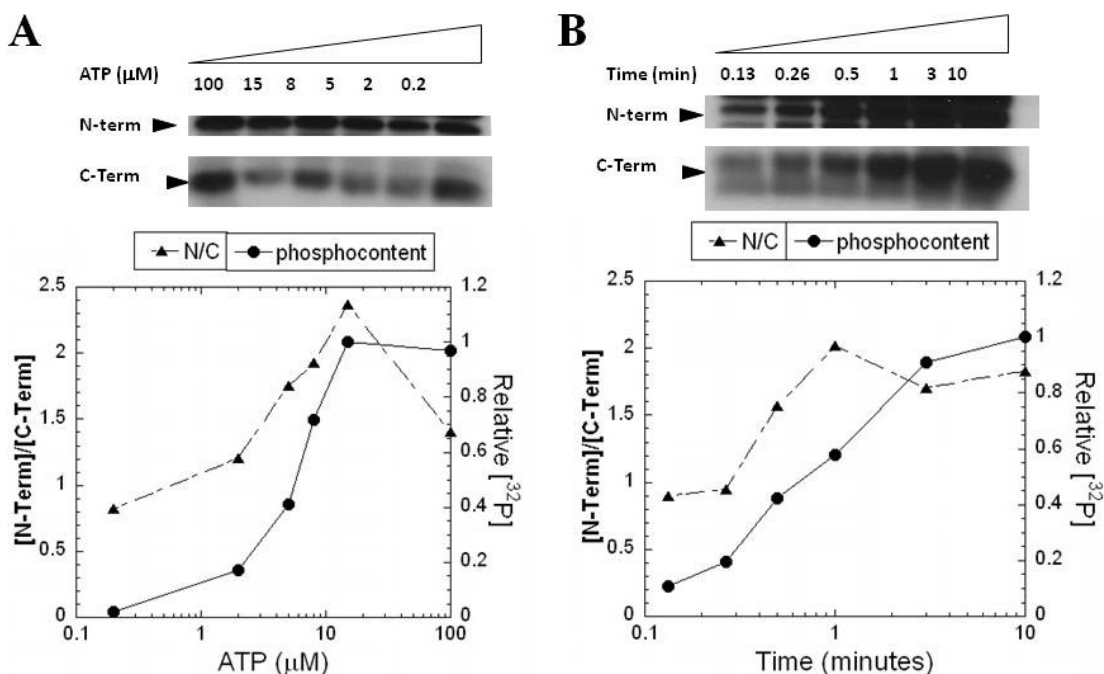 A
ATP (μM)
100 15 8 5 2 0.2
N-term
C-Term
N/C
phosphocontent
2.5
2
1.5
1
0.5
0
[N-Term]/[C-Term]
1.2
1
0.8
0.6
0.4
0.2
0
Relative [³²P]
0.1 1 10 100
ATP (μM)
B
Time (min) 0.13 0.26 0.5 1 3 10
N-term
C-Term
N/C
phosphocontent
2.5
2
1.5
1
0.5
0
[N-Term]/[C-Term]
1.2
1
0.8
0.6
0.4
0.2
0
Relative [³²P]
0.1 1 10
Time (minutes)